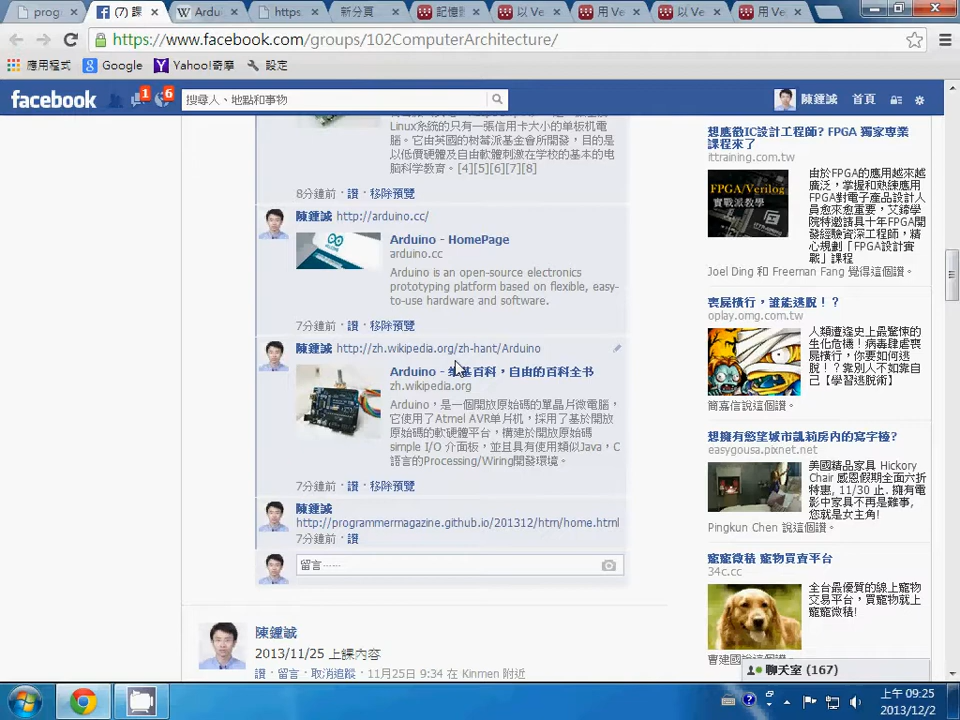 prog
(7) 課
Ardu
https:
新分頁
記憶體
以 Ve
用 Ve
以 Ve
用 Ve
https://www.facebook.com/groups/102ComputerArchitecture/
應用程式
Google
Yahoo!奇摩
設定
facebook
1
6
搜尋人、地點和事物
陳鍾誠
首頁
Linux系統的只有一張信用卡大小的单板机電
腦。它由英國的树莓派基金會所開發，目的是
以低價硬體及自由軟體刺激在学校的基本的电
脑科学教育。[4][5][6][7][8]
8分鐘前 · 讚 · 移除預覽
陳鍾誠 http://arduino.cc/
Arduino - HomePage
arduino.cc
Arduino is an open-source electronics
prototyping platform based on flexible, easy-
to-use hardware and software.
7分鐘前 · 讚 · 移除預覽
陳鍾誠 http://zh.wikipedia.org/zh-hant/Arduino
Arduino - 维基百科，自由的百科全书
zh.wikipedia.org
Arduino，是一個開放原始碼的單晶片微電腦，
它使用了Atmel AVR单片机，採用了基於開放
原始碼的軟硬體平台，構建於開放原始碼
simple I/O 介面板，並且具有使用類似Java，C
語言的Processing/Wiring開發環境。
7分鐘前 · 讚 · 移除預覽
陳鍾誠
http://programmermagazine.github.io/201312/htm/home.html
7分鐘前 · 讚
留言……
陳鍾誠
2013/11/25 上課內容
讚 · 留言 · 取消追蹤 · 11月25日 9:34 在 Kinmen 附近
想應徵IC設計工程師? FPGA 獨家專業
課程來了
ittraining.com.tw
FPGA/Verilog
實戰派教學
由於FPGA的應用越來越
廣泛，掌握和熟練應用
FPGA對電子產品設計人
員愈來愈重要，艾鍗學
院特邀請具十年FPGA開
發經驗資深工程師，精
心規劃「FPGA設計實
戰」課程
Joel Ding 和 Freeman Fang 覺得這個讚。
喪屍橫行，誰能逃脫！？
oplay.omg.com.tw
人類遭逢史上最驚悚的
生化危機！病毒肆虐喪
屍橫行，你要如何逃
脫！？靠別人不如靠自
己【學習逃脫術】
簡嘉信說這個讚。
想擁有慾望城市凱莉房內的寫字檯?
easygousa.pixnet.net
美國精品家具 Hickory
Chair 感恩假期全面六折
特惠, 11/30 止. 擁有電
影中家具不再是難事,
您就是女主角!
Pingkun Chen 說這個讚。
寵寵微積 寵物買賣平台
34c.cc
全台最優質的線上寵物
交易平台，買寵物就上
寵寵微積!
聊天室 (167)
上午 09:25
2013/12/2